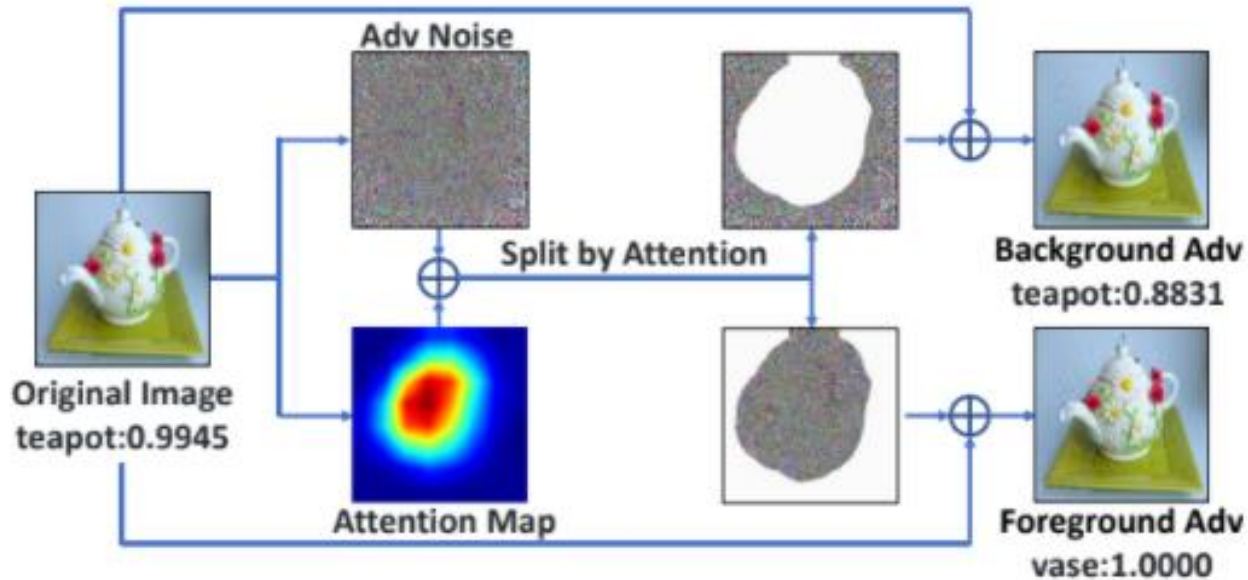 Adv Noise
Split by Attention
Original Image
teapot:0.9945
Attention Map
Background Adv
teapot:0.8831
Foreground Adv
vase:1.0000